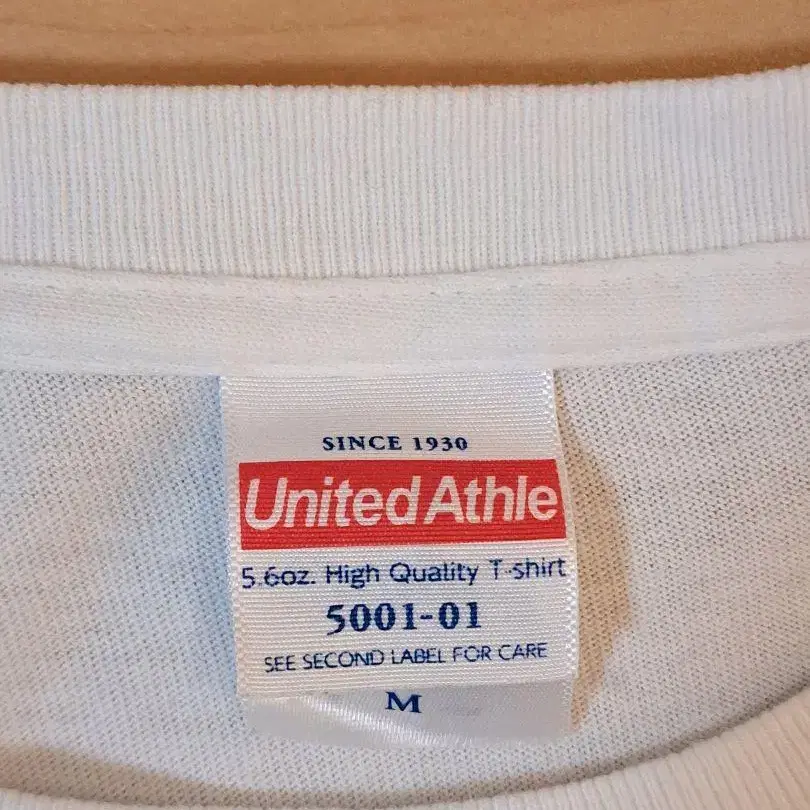 SINCE 1930
United Athle
5.6oz. High Quality T-shirt
5001-01
SEE SECOND LABEL FOR CARE
M